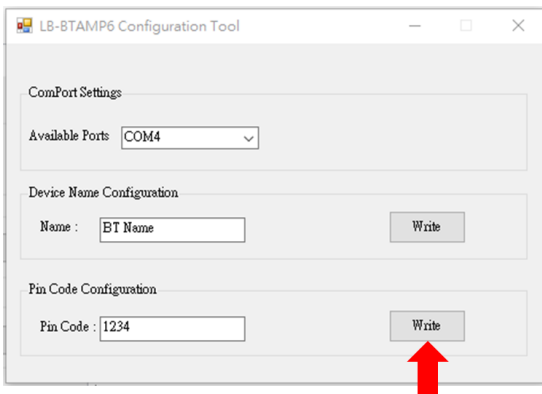 LB-BTAMP6 Configuration Tool
ComPort Settings
Available Ports COM4
Device Name Configuration
Name : BT Name Write
Pin Code Configuration
Pin Code : 1234 Write